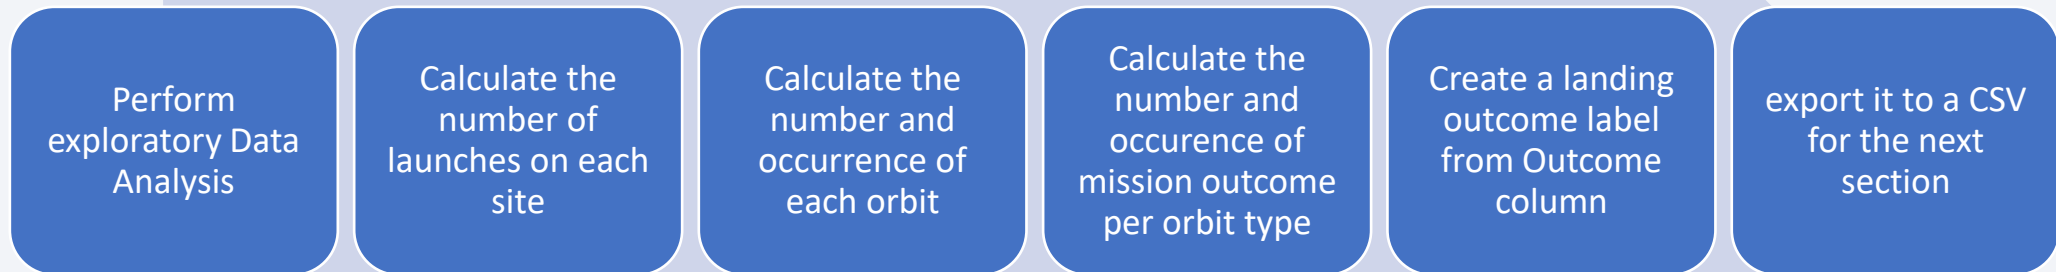 Perform
exploratory Data
Analysis
Calculate the
number of
launches on each
site
Calculate the
number and
occurrence of
each orbit
Calculate the
number and
occurence of
mission outcome
per orbit type
Create a landing
outcome label
from Outcome
column
export it to a CSV
for the next
section